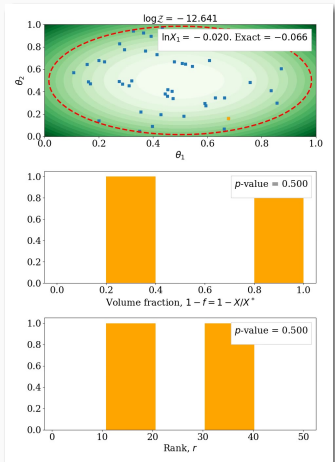 log Z = −12.641
lnX₁ = −0.020. Exact = −0.066
1.0
0.8
0.6
0.4
0.2
0.0
θ₂
0.0 0.2 0.4 0.6 0.8 1.0
θ₁
p-value = 0.500
1.0
0.8
0.6
0.4
0.2
0.0
0.0 0.2 0.4 0.6 0.8 1.0
Volume fraction, 1 − f = 1 − X/X*
p-value = 0.500
1.0
0.8
0.6
0.4
0.2
0.0
0 10 20 30 40 50
Rank, r